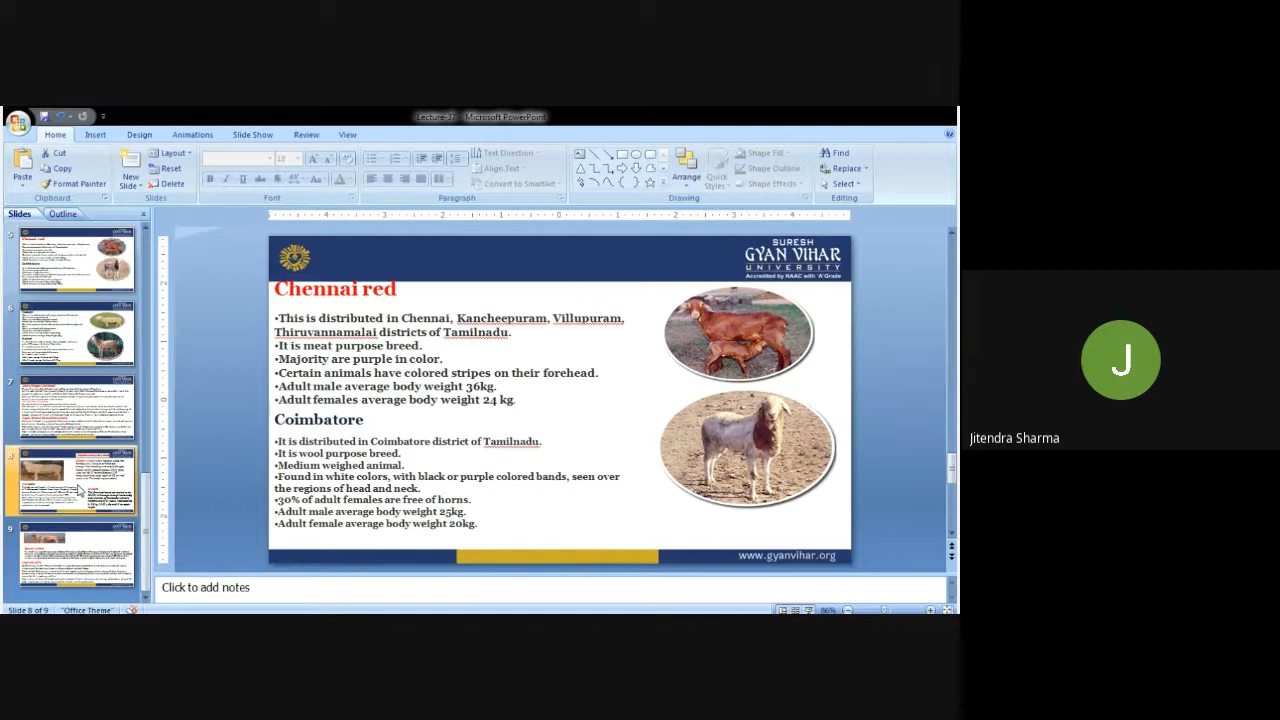 Lecture-37 - Microsoft PowerPoint
Home Insert Design Animations Slide Show Review View
Paste
Cut
Copy
Format Painter
Clipboard
New
Slide
Layout
Reset
Delete
Slides
18
Font
Text Direction
Align Text
Convert to SmartArt
Paragraph
Arrange
Quick
Styles
Shape Fill
Shape Outline
Shape Effects
Drawing
Find
Replace
Select
Editing
Slides Outline
5
6
7
8
9
SURESH
GYAN VIHAR
UNIVERSITY
Accredited by NAAC with 'A' Grade
Chennai red
•This is distributed in Chennai, Kancheepuram, Villupuram,
Thiruvannamalai districts of Tamilnadu.
•It is meat purpose breed.
•Majority are purple in color.
•Certain animals have colored stripes on their forehead.
•Adult male average body weight 36kg.
•Adult females average body weight 24 kg
Coimbatore
•It is distributed in Coimbatore district of Tamilnadu.
•It is wool purpose breed.
•Medium weighed animal.
•Found in white colors, with black or purple colored bands, seen over
the regions of head and neck.
•30% of adult females are free of horns.
•Adult male average body weight 25kg.
•Adult female average body weight 20kg.
www.gyanvihar.org
Click to add notes
Slide 8 of 9 "Office Theme" 86%
J
Jitendra Sharma